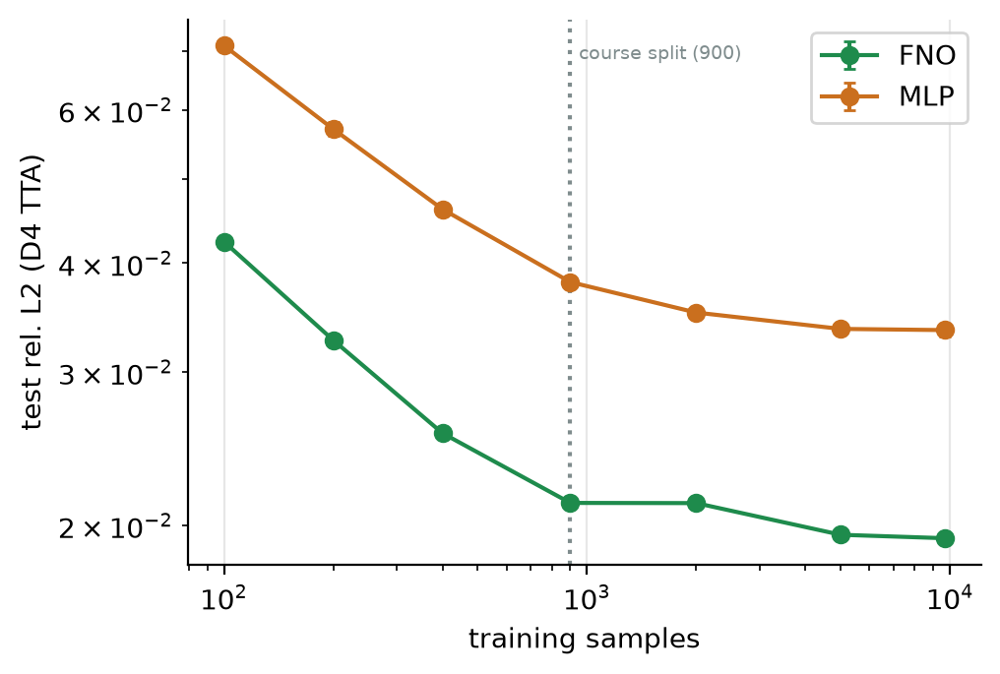 course split (900)
FNO
MLP
6 × 10⁻²
4 × 10⁻²
3 × 10⁻²
2 × 10⁻²
test rel. L2 (D4 TTA)
10² 10³ 10⁴
training samples